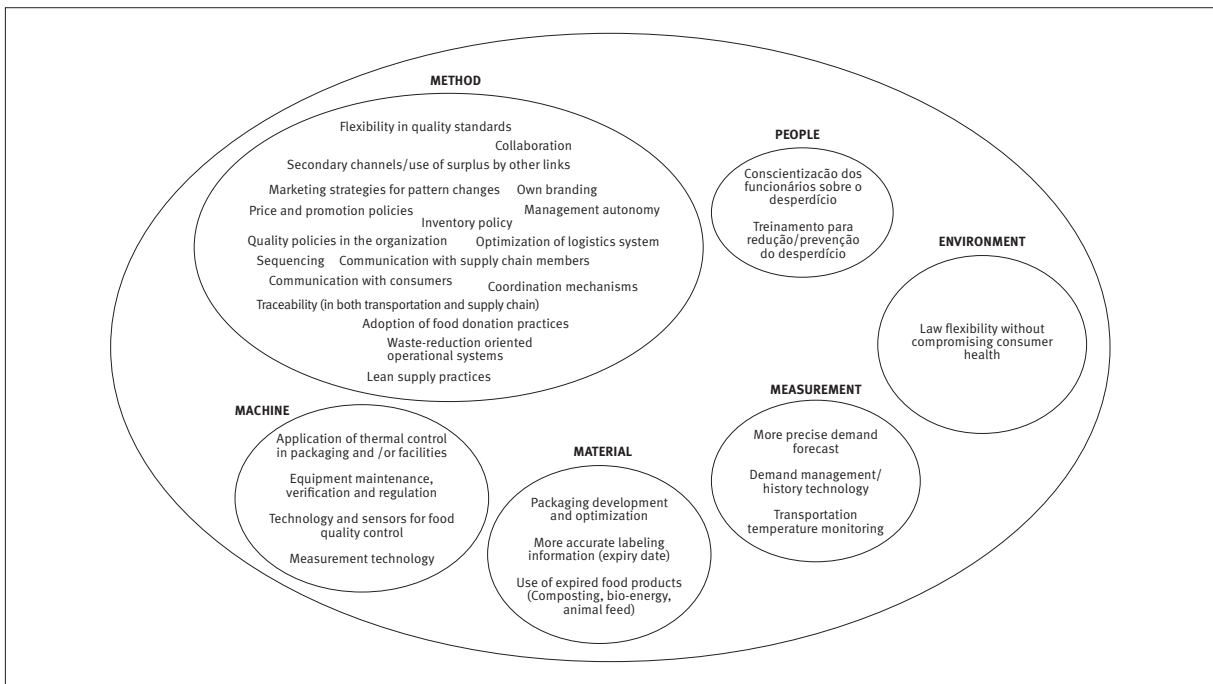 METHOD
Flexibility in quality standards
Collaboration
Secondary channels/use of surplus by other links
Marketing strategies for pattern changes
Own branding
Price and promotion policies
Management autonomy
Inventory policy
Quality policies in the organization
Optimization of logistics system
Sequencing
Communication with supply chain members
Communication with consumers
Coordination mechanisms
Traceability (in both transportation and supply chain)
Adoption of food donation practices
Waste-reduction oriented
operational systems
Lean supply practices
PEOPLE
Conscientizacão dos
funcionários sobre o
desperdício
Treinamento para
redução/prevenção
do desperdício
ENVIRONMENT
Law flexibility without
compromising consumer
health
MACHINE
Application of thermal control
in packaging and /or facilities
Equipment maintenance,
verification and regulation
Technology and sensors for food
quality control
Measurement technology
MATERIAL
Packaging development
and optimization
More accurate labeling
information (expiry date)
Use of expired food products
(Composting, bio-energy,
animal feed)
MEASUREMENT
More precise demand
forecast
Demand management/
history technology
Transportation
temperature monitoring